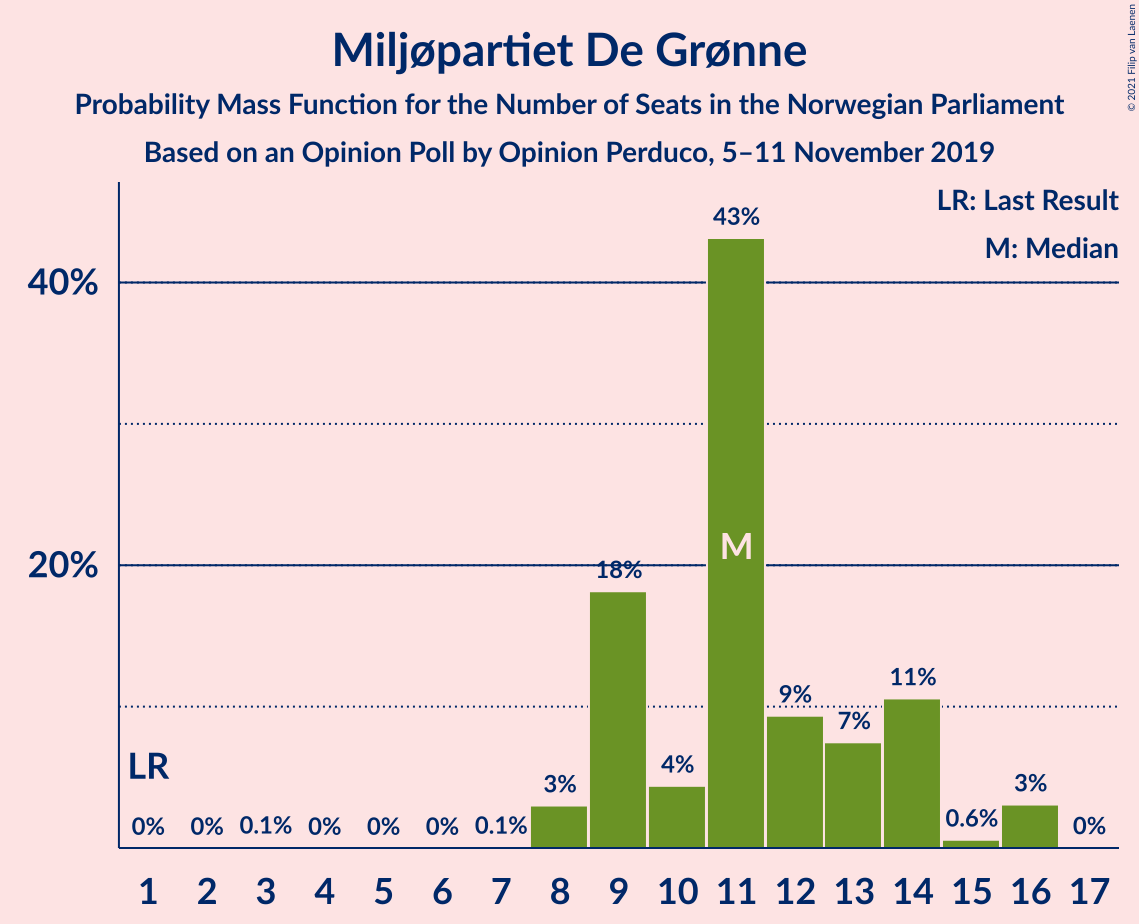 Miljøpartiet De Grønne
Probability Mass Function for the Number of Seats in the Norwegian Parliament
Based on an Opinion Poll by Opinion Perduco, 5–11 November 2019
© 2021 Filip van Laenen
LR: Last Result
M: Median
43%
40%
M
20%
18%
11%
9%
7%
LR
4%
3%
3%
0.6%
0% 0% 0.1% 0% 0% 0% 0.1% 0%
1 2 3 4 5 6 7 8 9 10 11 12 13 14 15 16 17